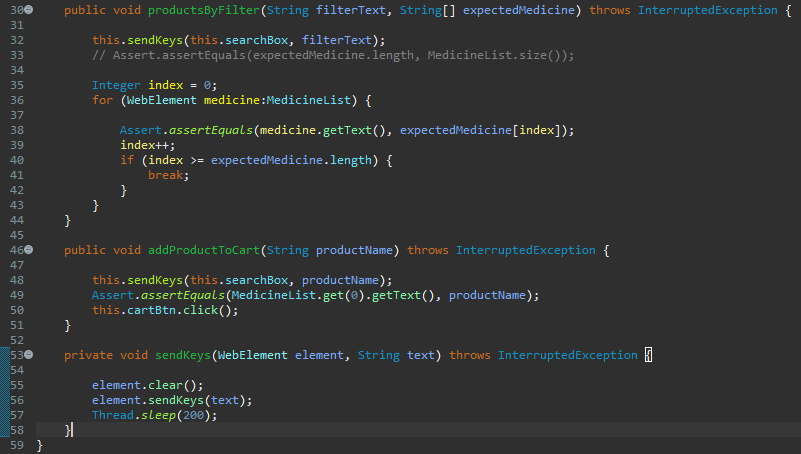 30 public void productsByFilter(String filterText, String[] expectedMedicine) throws InterruptedException {
31
32 this.sendKeys(this.searchBox, filterText);
33 // Assert.assertEquals(expectedMedicine.length, MedicineList.size());
34
35 Integer index = 0;
36 for (WebElement medicine:MedicineList) {
37
38 Assert.assertEquals(medicine.getText(), expectedMedicine[index]);
39 index++;
40 if (index >= expectedMedicine.length) {
41 break;
42 }
43 }
44 }
45
46 public void addProductToCart(String productName) throws InterruptedException {
47
48 this.sendKeys(this.searchBox, productName);
49 Assert.assertEquals(MedicineList.get(0).getText(), productName);
50 this.cartBtn.click();
51 }
52
53 private void sendKeys(WebElement element, String text) throws InterruptedException {
54
55 element.clear();
56 element.sendKeys(text);
57 Thread.sleep(200);
58 }
59 }